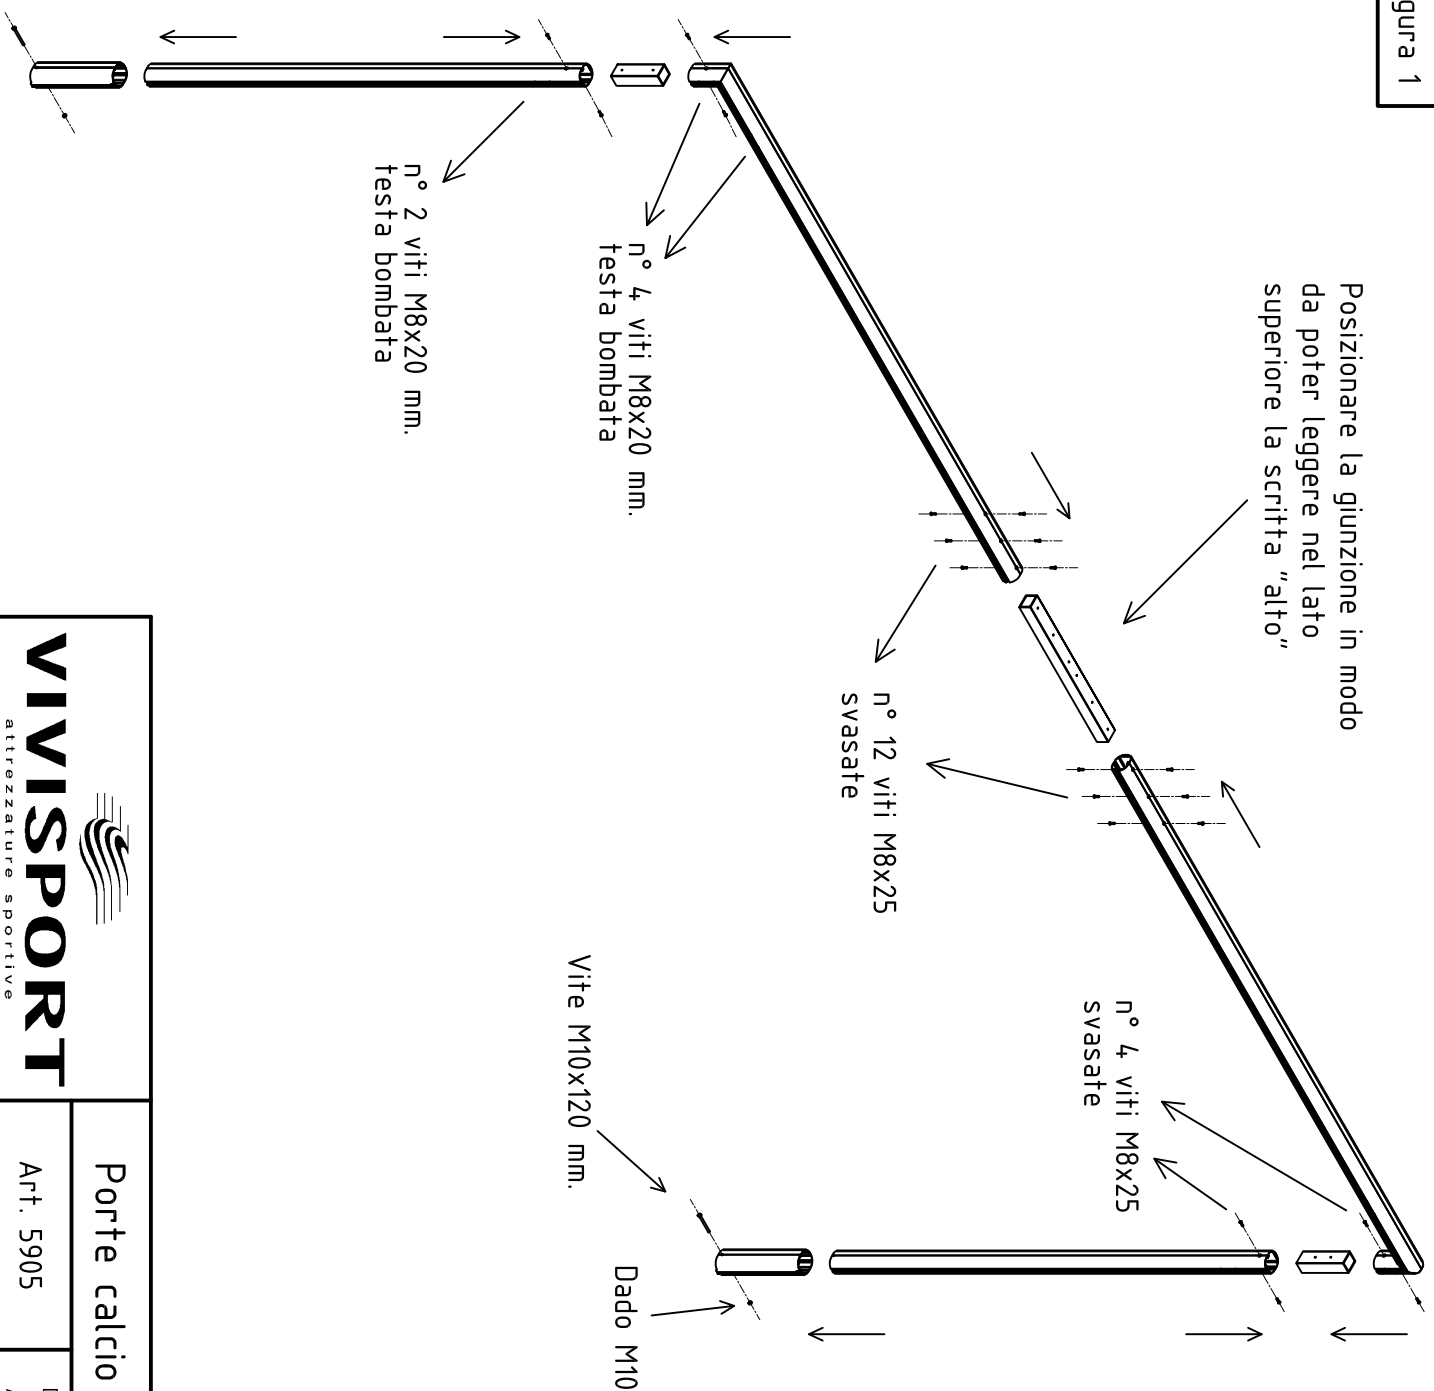 gura 1
Posizionare la giunzione in modo
da poter leggere nel lato
superiore la scritta "alto"
n° 4 viti M8x25
svasate
n° 12 viti M8x25
svasate
n° 4 viti M8x20 mm.
testa bombata
n° 2 viti M8x20 mm.
testa bombata
Vite M10x120 mm.
Dado M10
VIVISPORT
attrezzature sportive
Porte calcio
Art. 5905